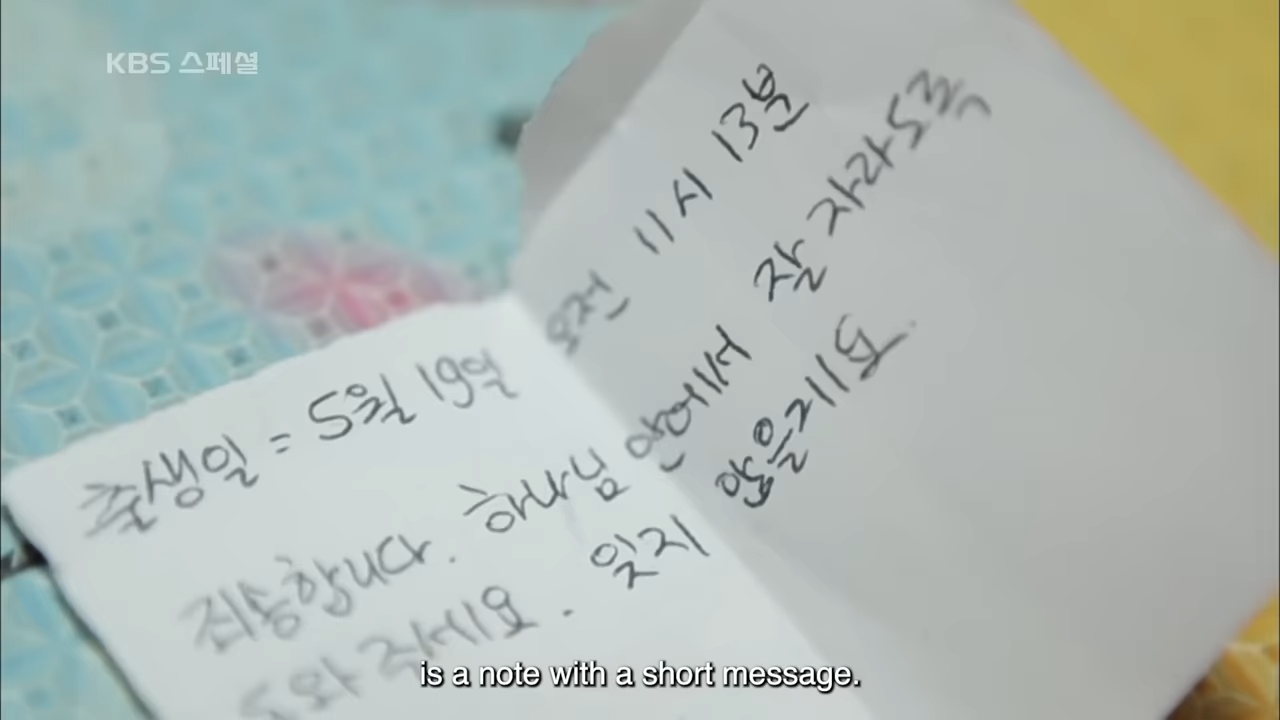 KBS 스페셜
출생일 = 5월 19일 오전 11시 13분
죄송합니다. 하나님 안에서 잘 자라도록
도와 주세요. 잊지 않을게요.
is a note with a short message.